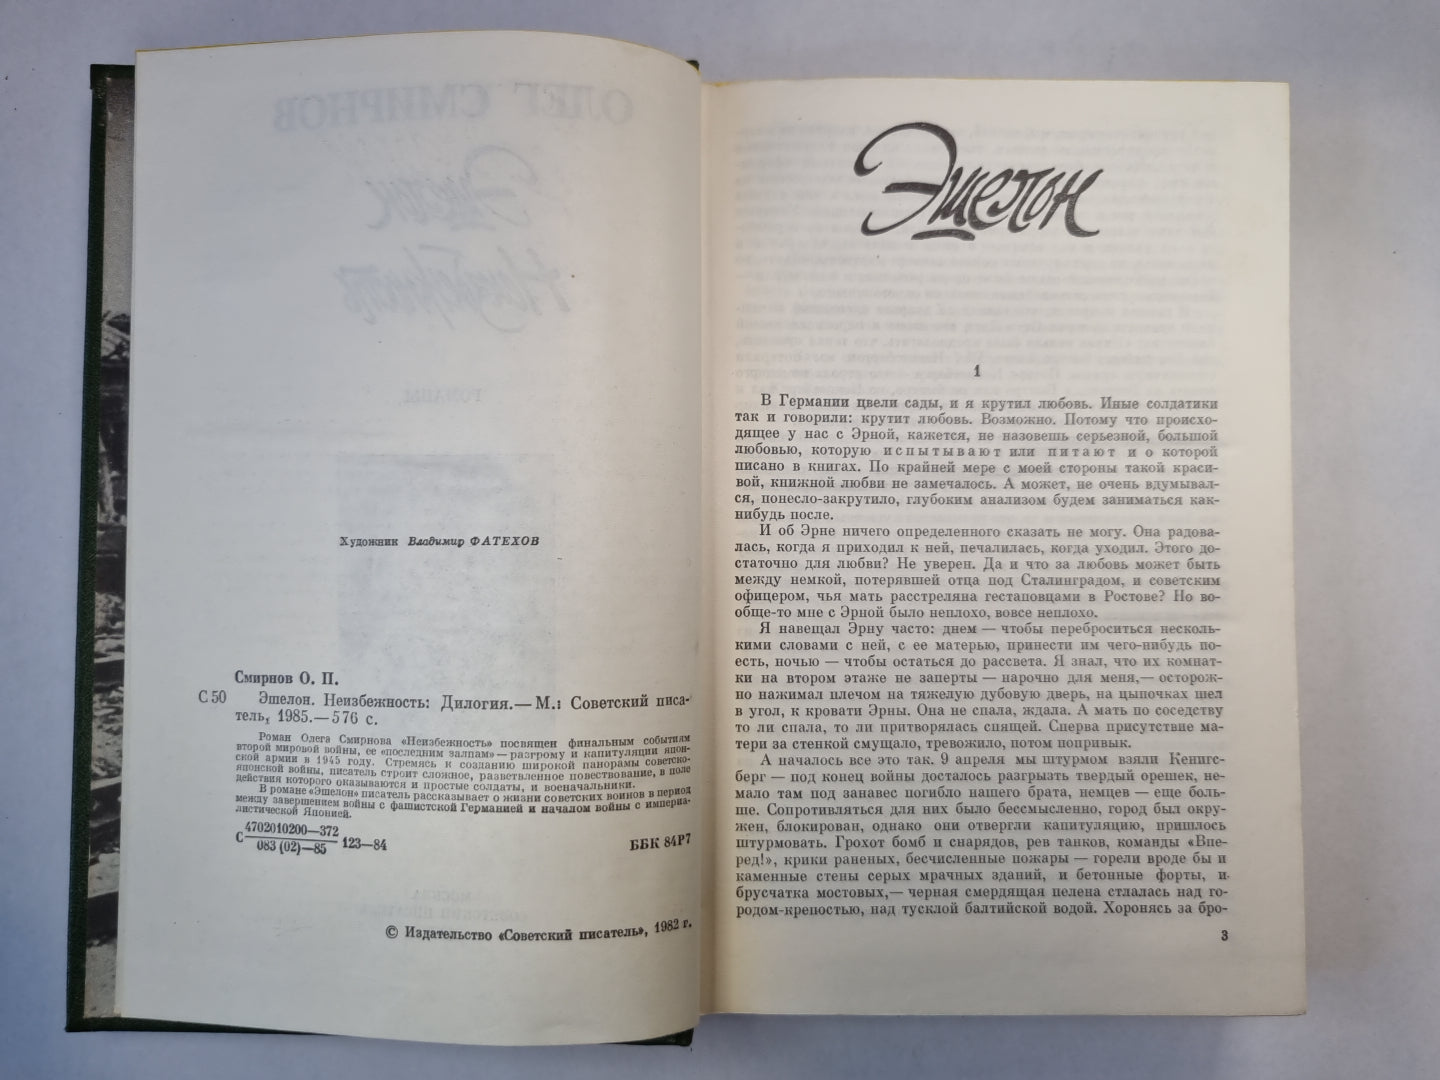 Художник Владимир ФАТЕХОВ
Смирнов О. П.
С 50 Эшелон. Неизбежность: Дилогия.— М.: Советский писа-
тель, 1985.— 576 с.
Роман Олега Смирнова «Неизбежность» посвящен финальным событиям
второй мировой войны, ее «последним залпам» — разгрому и капитуляции япон-
ской армии в 1945 году. Стремясь к созданию широкой панорамы советско-
японской войны, писатель строит сложное, разветвленное повествование, в поле
действия которого оказываются и простые солдаты, и военачальники.
В романе «Эшелон» писатель рассказывает о жизни советских воинов в период
между завершением войны с фашистской Германией и началом войны с империа-
листической Японией.
С 4702010200—372
083 (02)—85 123—84
ББК 84Р7
© Издательство «Советский писатель», 1982 г.
Эшелон
1
В Германии цвели сады, и я крутил любовь. Иные солдатики
так и говорили: крутит любовь. Возможно. Потому что происхо-
дящее у нас с Эрной, кажется, не назовешь серьезной, большой
любовью, которую испытывают или питают и о которой
писано в книгах. По крайней мере с моей стороны такой краси-
вой, книжной любви не замечалось. А может, не очень вдумывал-
ся, понесло-закрутило, глубоким анализом будем заниматься как-
нибудь после.
И об Эрне ничего определенного сказать не могу. Она радова-
лась, когда я приходил к ней, печалилась, когда уходил. Этого до-
статочно для любви? Не уверен. Да и что за любовь может быть
между немкой, потерявшей отца под Сталинградом, и советским
офицером, чья мать расстреляна гестаповцами в Ростове? Но во-
обще-то мне с Эрной было неплохо, вовсе неплохо.
Я навещал Эрну часто: днем — чтобы переброситься несколь-
кими словами с ней, с ее матерью, принести им чего-нибудь по-
есть, ночью — чтобы остаться до рассвета. Я знал, что их комнат-
ки на втором этаже не заперты — нарочно для меня,— осторож-
но нажимал плечом на тяжелую дубовую дверь, на цыпочках шел
в угол, к кровати Эрны. Она не спала, ждала. А мать по соседству
то ли спала, то ли притворялась спящей. Сперва присутствие ма-
тери за стенкой смущало, тревожило, потом попривык.
А началось все это так. 9 апреля мы штурмом взяли Кенигс-
берг — под конец войны досталось разгрызть твердый орешек, не-
мало там под занавес погибло нашего брата, немцев — еще боль-
ше. Сопротивляться для них было бессмысленно, город был окру-
жен, блокирован, однако они отвергли капитуляцию, пришлось
штурмовать. Грохот бомб и снарядов, рев танков, команды «Впе-
ред!», крики раненых, бесчисленные пожары — горели вроде бы и
каменные стены серых мрачных зданий, и бетонные форты, и
брусчатка мостовых,— черная смердящая пелена стлалась над го-
родом-крепостью, над тусклой балтийской водой. Хоронясь за бро-
3